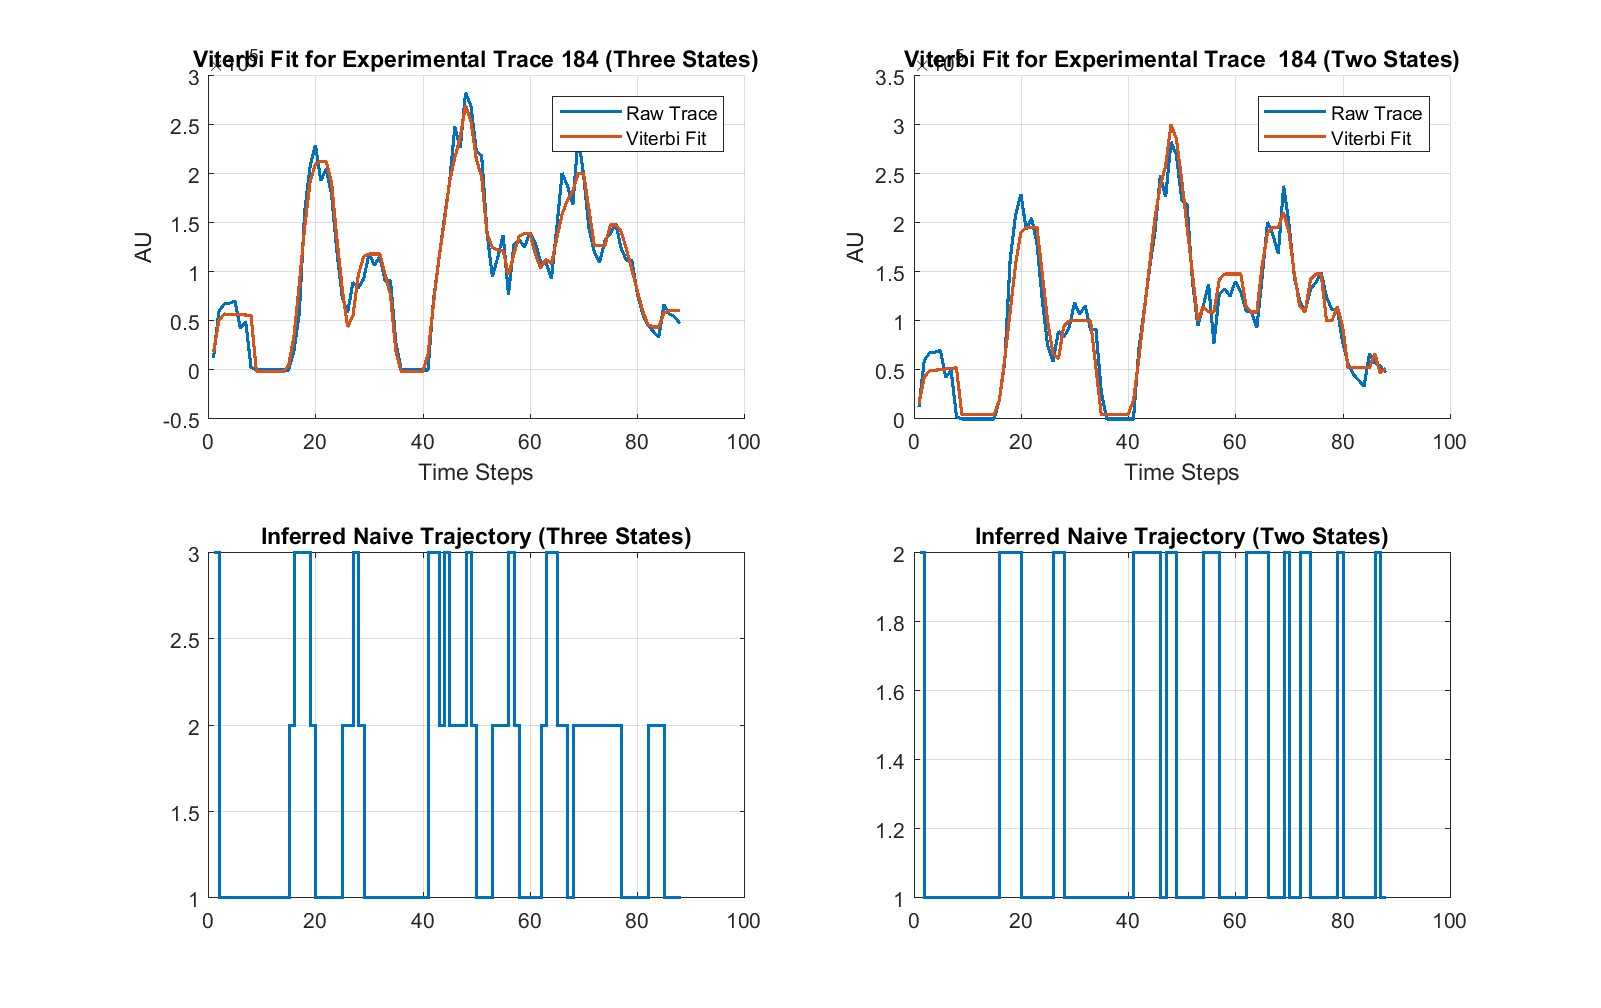 Viterbi Fit for Experimental Trace 184 (Three States)
×10^5
3
2.5
2
1.5
1
0.5
0
-0.5
AU
0 20 40 60 80 100
Time Steps
Raw Trace
Viterbi Fit
Viterbi Fit for Experimental Trace 184 (Two States)
×10^5
3.5
3
2.5
2
1.5
1
0.5
0
AU
0 20 40 60 80 100
Time Steps
Raw Trace
Viterbi Fit
Inferred Naive Trajectory (Three States)
3
2.5
2
1.5
1
0 20 40 60 80 100
Inferred Naive Trajectory (Two States)
2
1.8
1.6
1.4
1.2
1
0 20 40 60 80 100